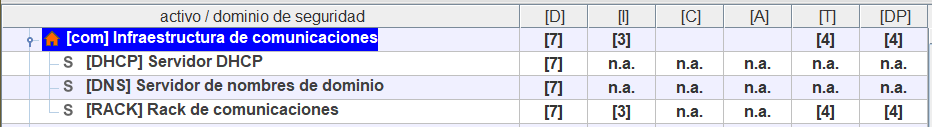 activo / dominio de seguridad [D] [I] [C] [A] [T] [DP]
[com] Infraestructura de comunicaciones [7] [3] [4] [4]
S [DHCP] Servidor DHCP [7] n.a. n.a. n.a. n.a. n.a.
S [DNS] Servidor de nombres de dominio [7] n.a. n.a. n.a. n.a. n.a.
S [RACK] Rack de comunicaciones [7] [3] n.a. n.a. [4] [4]